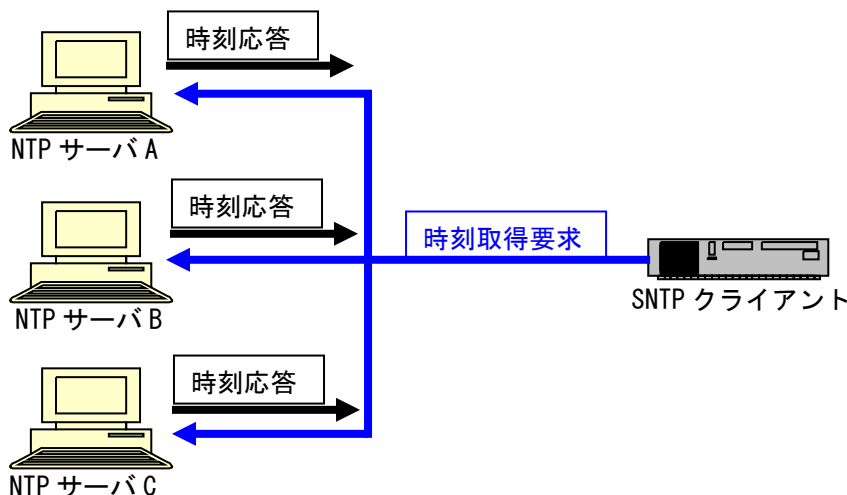 時刻応答
NTP サーバ A
時刻応答
時刻取得要求
SNTP クライアント
NTP サーバ B
時刻応答
NTP サーバ C